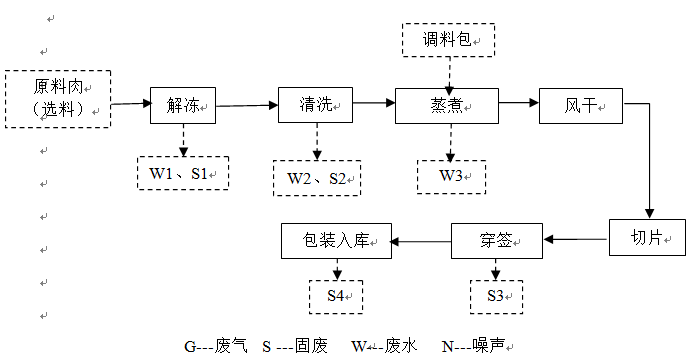 调料包
原料肉
（选料）
解冻
清洗
蒸煮
风干
W1、S1
W2、S2
W3
包装入库
穿签
切片
S4
S3
G---废气 S ---固废 W---废水 N---噪声